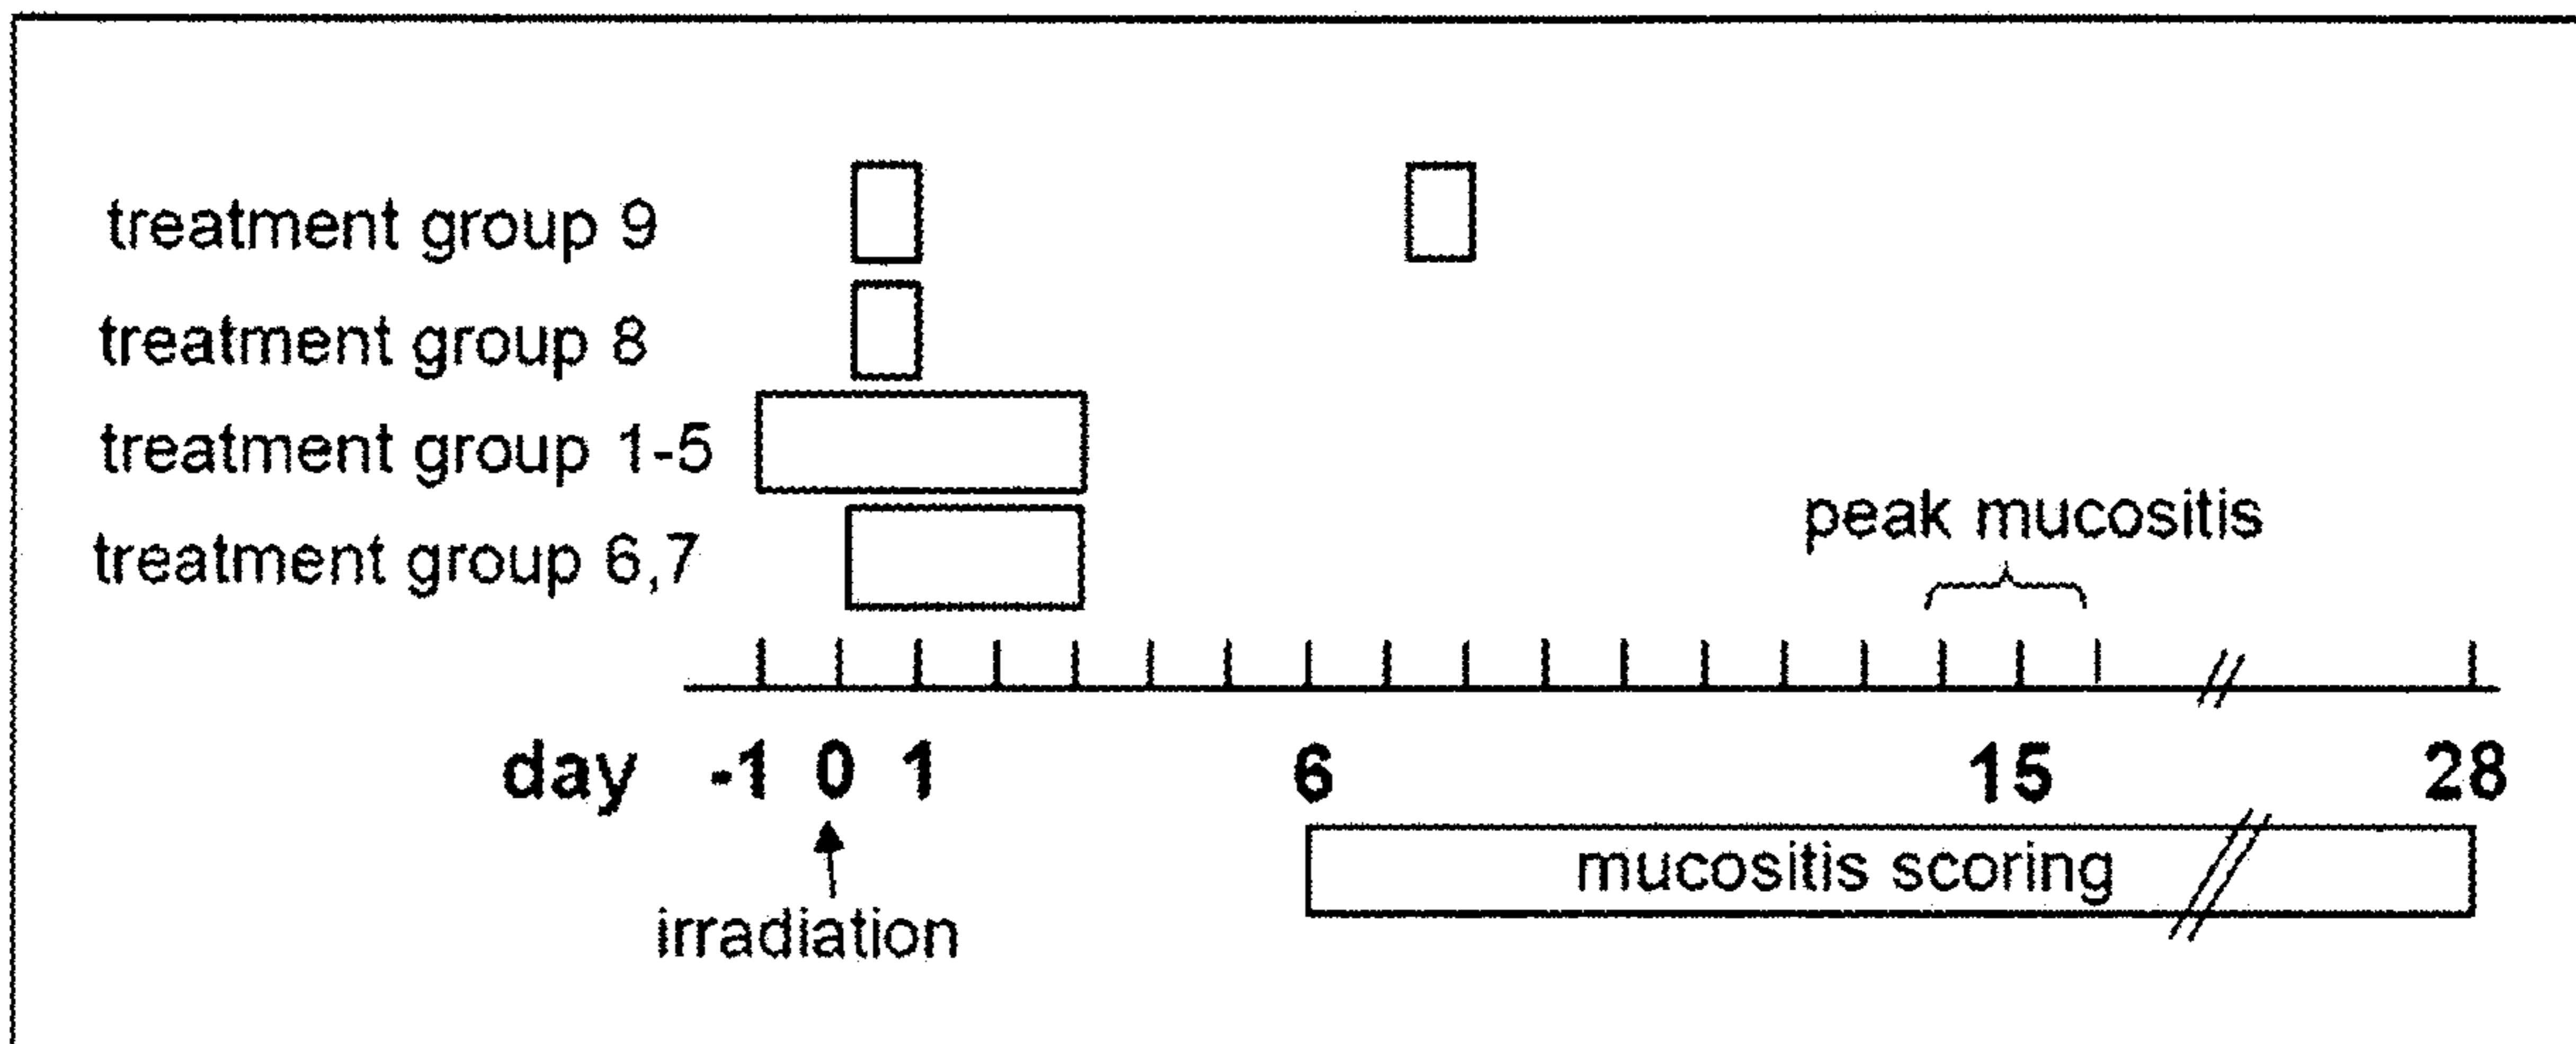 treatment group 9
treatment group 8
treatment group 1-5
treatment group 6,7
peak mucositis
day -1 0 1 6 15 28
mucositis scoring
irradiation